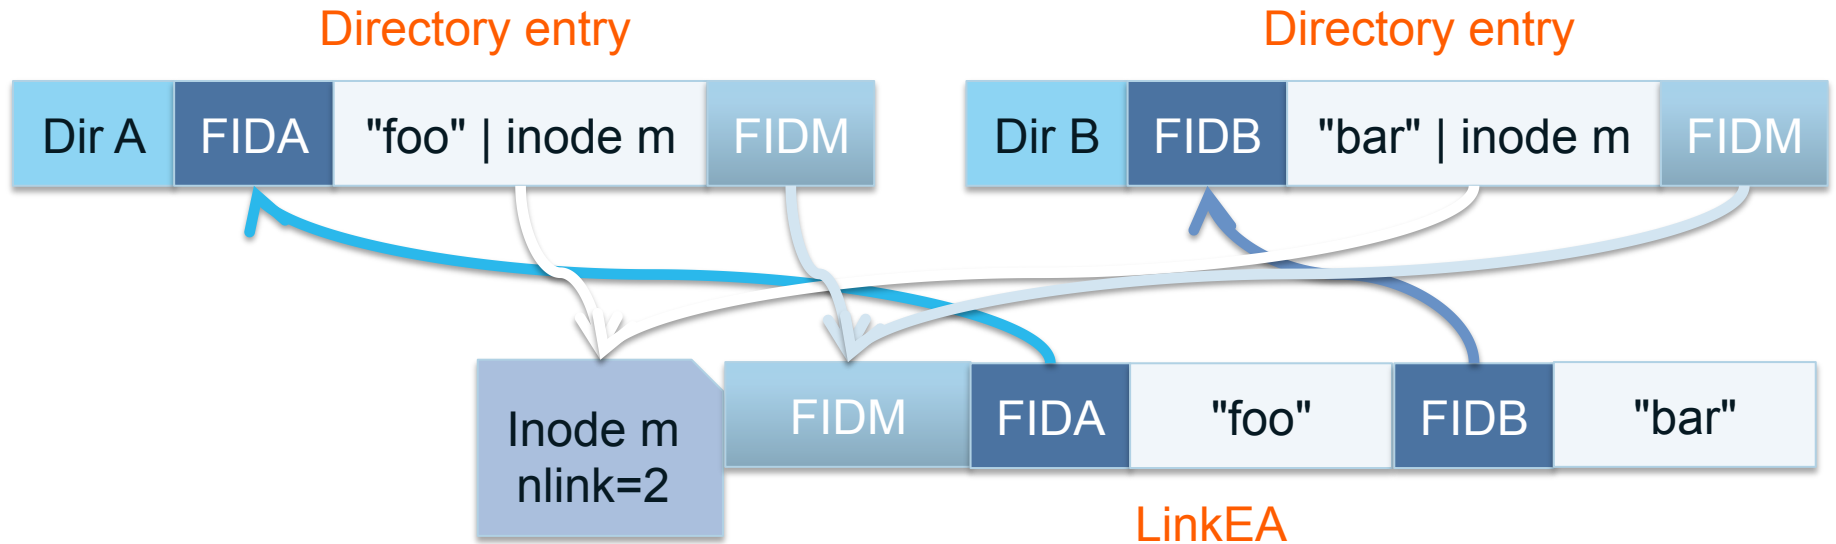 Directory entry
Directory entry
Dir A FIDA "foo" | inode m FIDM
Dir B FIDB "bar" | inode m FIDM
Inode m
nlink=2
FIDM FIDA "foo" FIDB "bar"
LinkEA